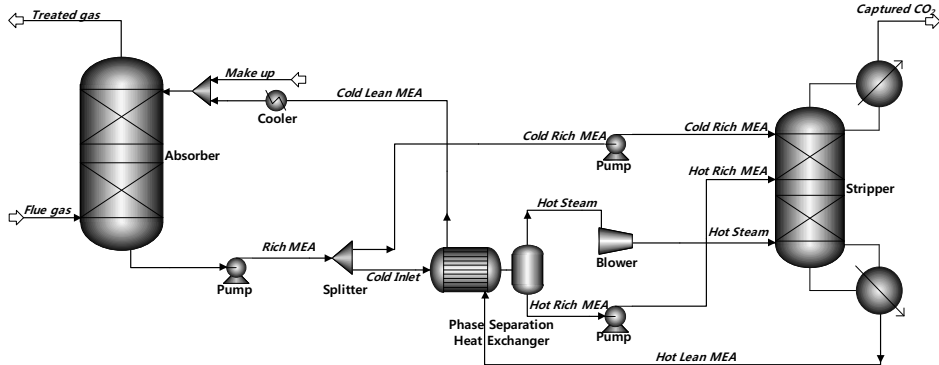 Treated gas
Captured CO₂
Make up
Cold Lean MEA
Cooler
Absorber
Cold Rich MEA
Pump
Cold Rich MEA
Hot Rich MEA
Stripper
Flue gas
Hot Steam
Hot Steam
Blower
Rich MEA
Pump
Splitter
Cold Inlet
Hot Rich MEA
Pump
Phase Separation
Heat Exchanger
Hot Lean MEA